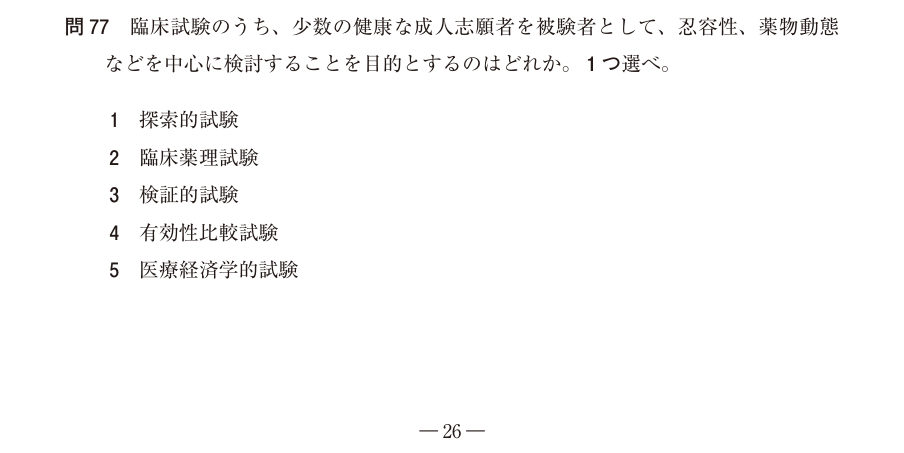 問 77　臨床試験のうち、少数の健康な成人志願者を被験者として、忍容性、薬物動態
などを中心に検討することを目的とするのはどれか。1 つ選べ。
1　探索的試験
2　臨床薬理試験
3　検証的試験
4　有効性比較試験
5　医療経済学的試験
— 26 —